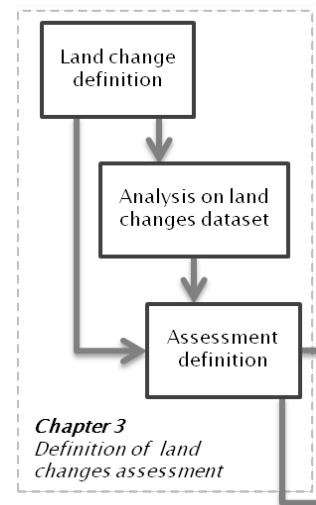 Land change
definition
Analysis on land
changes dataset
Assessment
definition
Chapter 3
Definition of land
changes assessment